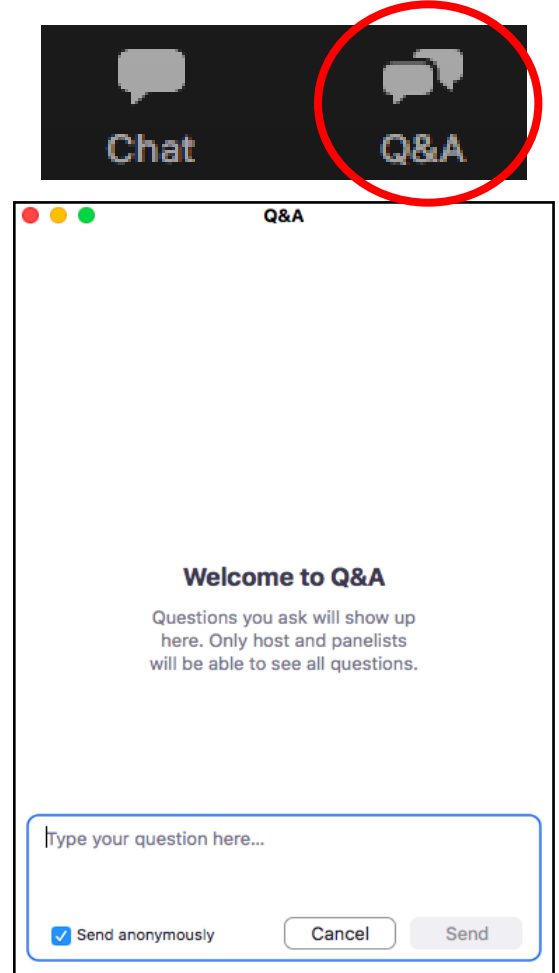 Chat Q&A
Q&A
Welcome to Q&A
Questions you ask will show up
here. Only host and panelists
will be able to see all questions.
Type your question here...
Send anonymously Cancel Send